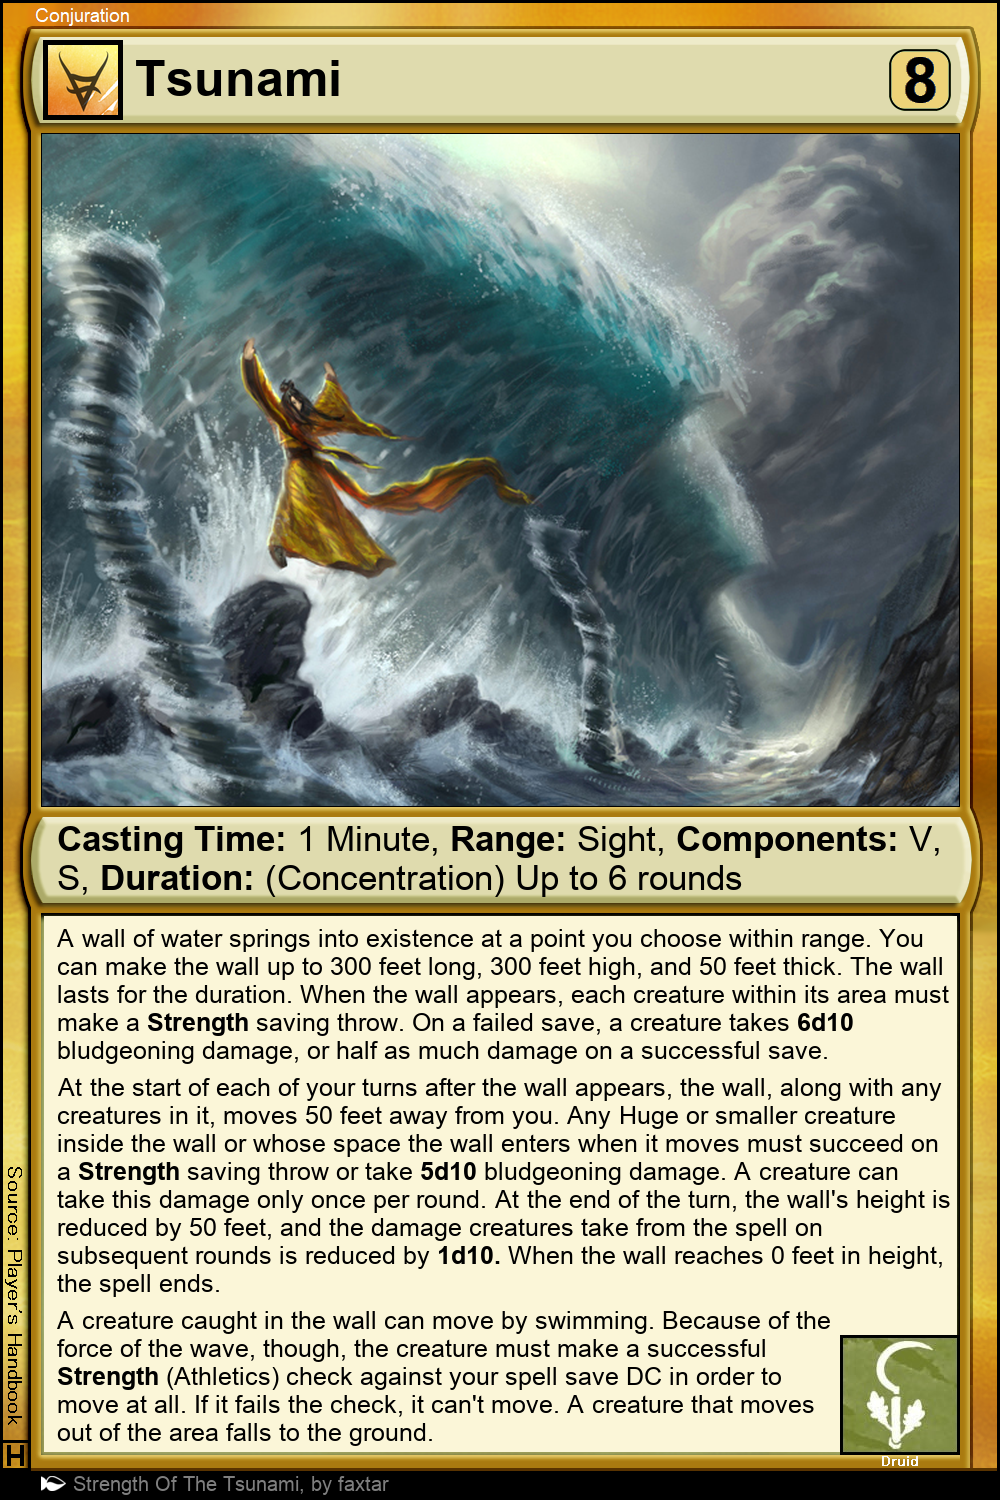 Conjuration
Tsunami
8
Casting Time: 1 Minute, Range: Sight, Components: V,
S, Duration: (Concentration) Up to 6 rounds
A wall of water springs into existence at a point you choose within range. You
can make the wall up to 300 feet long, 300 feet high, and 50 feet thick. The wall
lasts for the duration. When the wall appears, each creature within its area must
make a Strength saving throw. On a failed save, a creature takes 6d10
bludgeoning damage, or half as much damage on a successful save.
At the start of each of your turns after the wall appears, the wall, along with any
creatures in it, moves 50 feet away from you. Any Huge or smaller creature
inside the wall or whose space the wall enters when it moves must succeed on
a Strength saving throw or take 5d10 bludgeoning damage. A creature can
take this damage only once per round. At the end of the turn, the wall's height is
reduced by 50 feet, and the damage creatures take from the spell on
subsequent rounds is reduced by 1d10. When the wall reaches 0 feet in height,
the spell ends.
A creature caught in the wall can move by swimming. Because of the
force of the wave, though, the creature must make a successful
Strength (Athletics) check against your spell save DC in order to
move at all. If it fails the check, it can't move. A creature that moves
out of the area falls to the ground.
Druid
Source: Player's Handbook
H
Strength Of The Tsunami, by faxtar